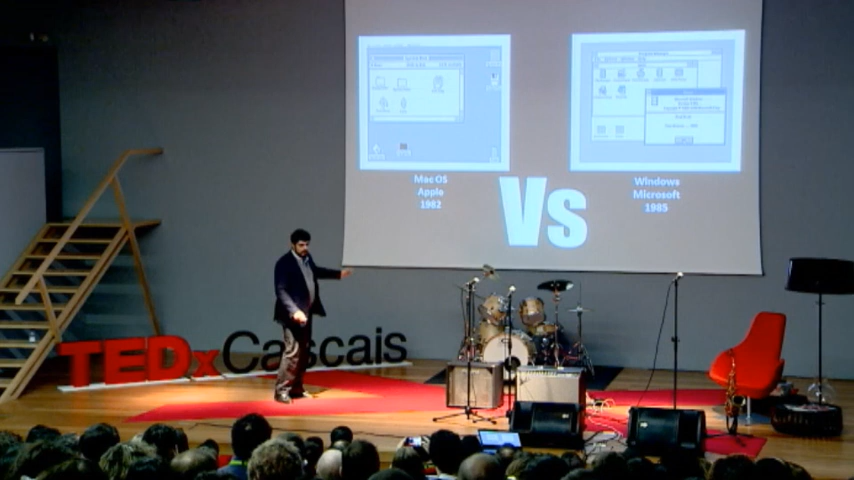 Mac OS
Apple
1982
Vs
Windows
Microsoft
1985
TEDxCascais